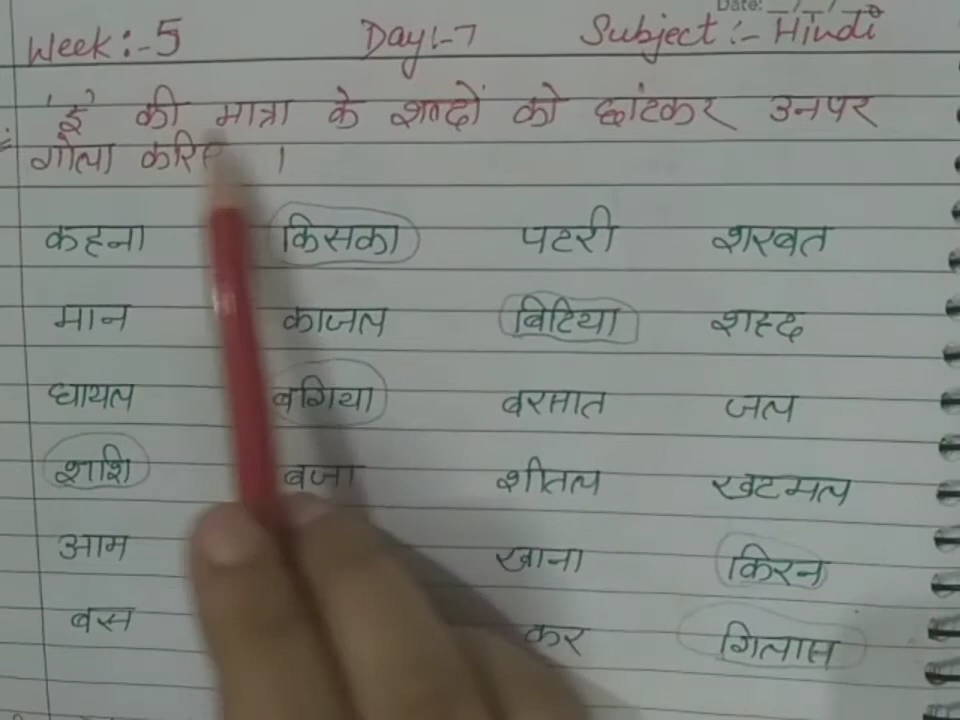 Date:
Week:-5 Day:-7 Subject:- Hindi
'इ' की मात्रा के शब्दों को छांटकर उनपर
गोला करिए ।
कहना किसका पटरी शरबत
मान काजल बिटिया शहद
घायल बगिया बरसात जल
शशि बजा शीतल खटमल
आम खाना किरन
बस कर गिलास